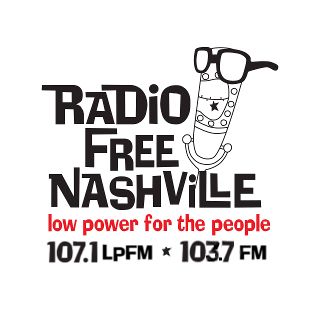 RADiO
FREE
NASHViLLE
low power for the people
107.1 LpFM ★ 103.7 FM